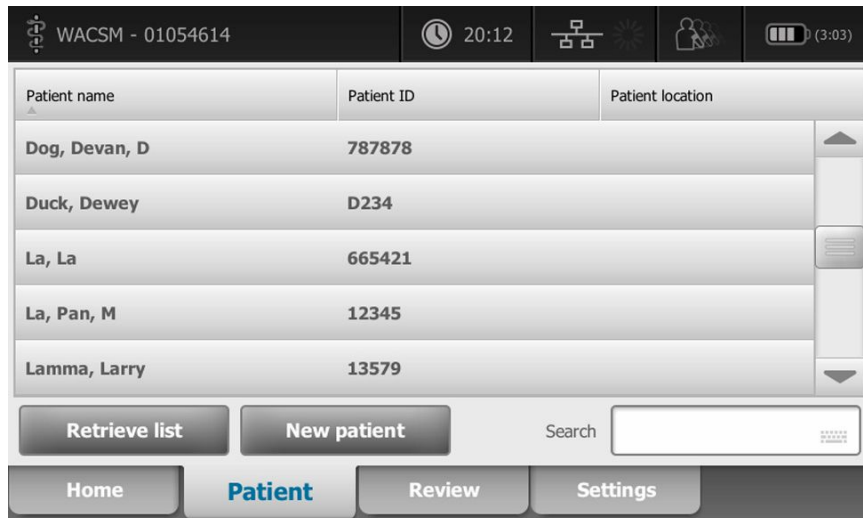 WACSM - 01054614 20:12 (3:03)
Patient name Patient ID Patient location
Dog, Devan, D 787878
Duck, Dewey D234
La, La 665421
La, Pan, M 12345
Lamma, Larry 13579
Retrieve list New patient Search
Home Patient Review Settings